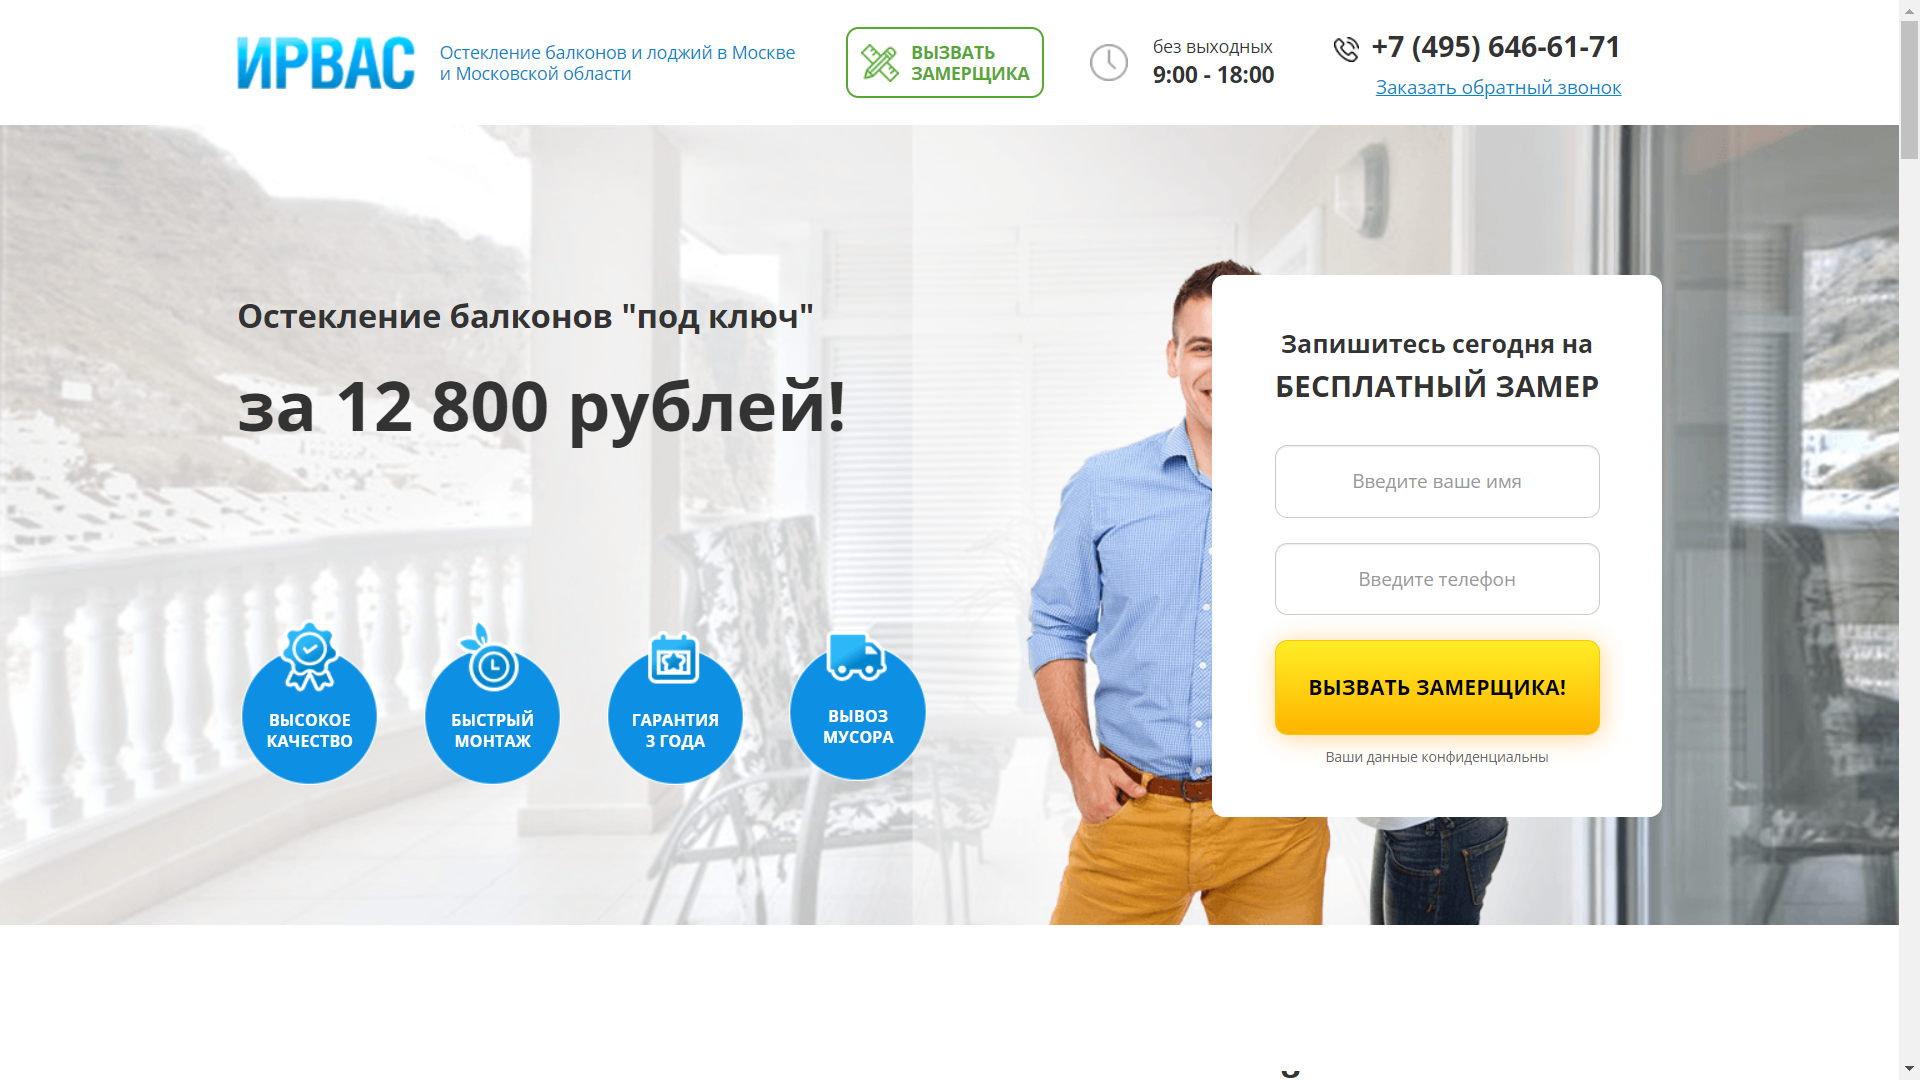 ИРВАС
Остекление балконов и лоджий в Москве
и Московской области
ВЫЗВАТЬ
ЗАМЕРЩИКА
без выходных
9:00 - 18:00
+7 (495) 646-61-71
Заказать обратный звонок
Остекление балконов "под ключ"
за 12 800 рублей!
ВЫСОКОЕ
КАЧЕСТВО
БЫСТРЫЙ
МОНТАЖ
ГАРАНТИЯ
3 ГОДА
ВЫВОЗ
МУСОРА
Запишитесь сегодня на
БЕСПЛАТНЫЙ ЗАМЕР
Введите ваше имя
Введите телефон
ВЫЗВАТЬ ЗАМЕРЩИКА!
Ваши данные конфиденциальны